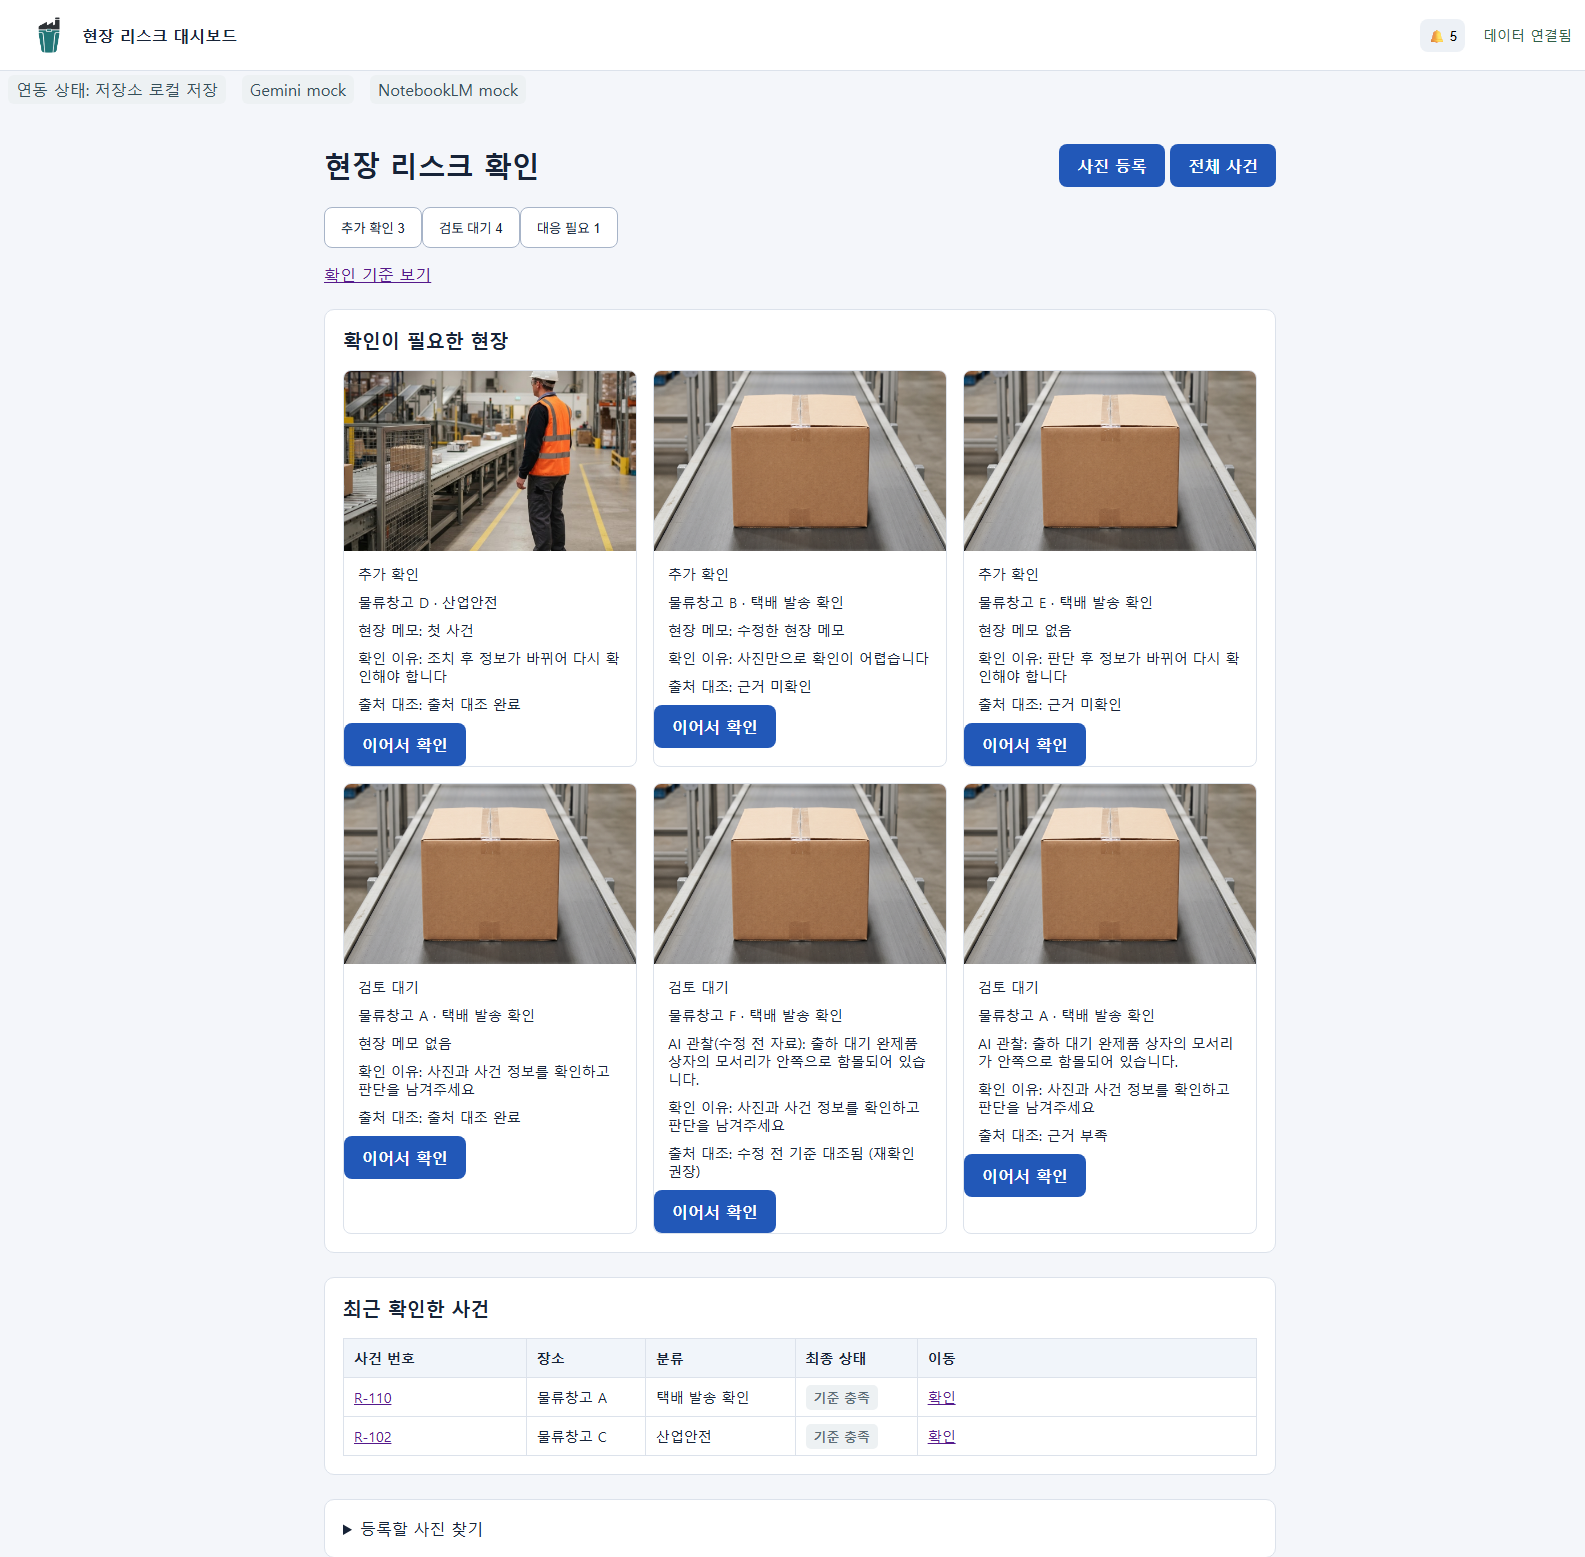 현장 리스크 대시보드
5 데이터 연결됨
연동 상태: 저장소 로컬 저장 Gemini mock NotebookLM mock
현장 리스크 확인
사진 등록 전체 사건
추가 확인 3 검토 대기 4 대응 필요 1
확인 기준 보기
확인이 필요한 현장
추가 확인
물류창고 D · 산업안전
현장 메모: 첫 사건
확인 이유: 조치 후 정보가 바뀌어 다시 확
인해야 합니다
출처 대조: 출처 대조 완료
이어서 확인
추가 확인
물류창고 B · 택배 발송 확인
현장 메모: 수정한 현장 메모
확인 이유: 사진만으로 확인이 어렵습니다
출처 대조: 근거 미확인
이어서 확인
추가 확인
물류창고 E · 택배 발송 확인
현장 메모 없음
확인 이유: 판단 후 정보가 바뀌어 다시 확
인해야 합니다
출처 대조: 근거 미확인
이어서 확인
검토 대기
물류창고 A · 택배 발송 확인
현장 메모 없음
확인 이유: 사진과 사건 정보를 확인하고
판단을 남겨주세요
출처 대조: 출처 대조 완료
이어서 확인
검토 대기
물류창고 F · 택배 발송 확인
AI 관찰(수정 전 자료): 출하 대기 완제품
상자의 모서리가 안쪽으로 함몰되어 있습
니다.
확인 이유: 사진과 사건 정보를 확인하고
판단을 남겨주세요
출처 대조: 수정 전 기준 대조됨 (재확인
권장)
이어서 확인
검토 대기
물류창고 A · 택배 발송 확인
AI 관찰: 출하 대기 완제품 상자의 모서리
가 안쪽으로 함몰되어 있습니다.
확인 이유: 사진과 사건 정보를 확인하고
판단을 남겨주세요
출처 대조: 근거 부족
이어서 확인
최근 확인한 사건
사건 번호 장소 분류 최종 상태 이동
R-110 물류창고 A 택배 발송 확인 기준 충족 확인
R-102 물류창고 C 산업안전 기준 충족 확인
등록할 사진 찾기